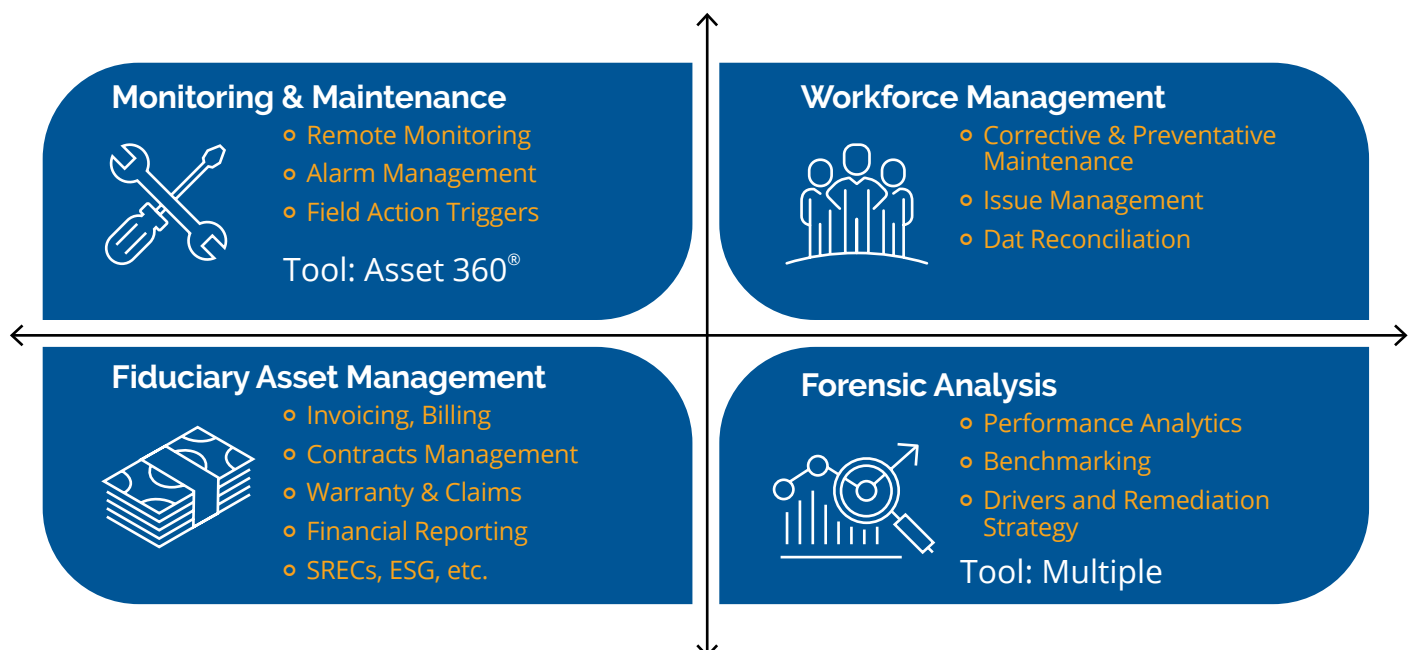 Monitoring & Maintenance
Remote Monitoring
Alarm Management
Field Action Triggers
Tool: Asset 360®
Workforce Management
Corrective & Preventative
Maintenance
Issue Management
Dat Reconciliation
Fiduciary Asset Management
Invoicing, Billing
Contracts Management
Warranty & Claims
Financial Reporting
SRECs, ESG, etc.
Forensic Analysis
Performance Analytics
Benchmarking
Drivers and Remediation
Strategy
Tool: Multiple